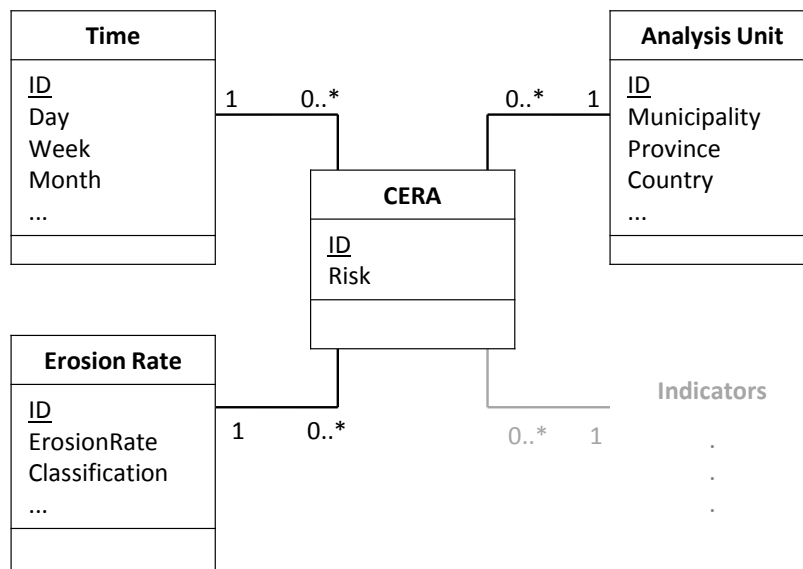 Time
ID
Day
Week
Month
...
1
0..*
0..*
1
Analysis Unit
ID
Municipality
Province
Country
...
CERA
ID
Risk
Erosion Rate
ID
ErosionRate
Classification
...
1
0..*
0..*
1
Indicators
.
.
.